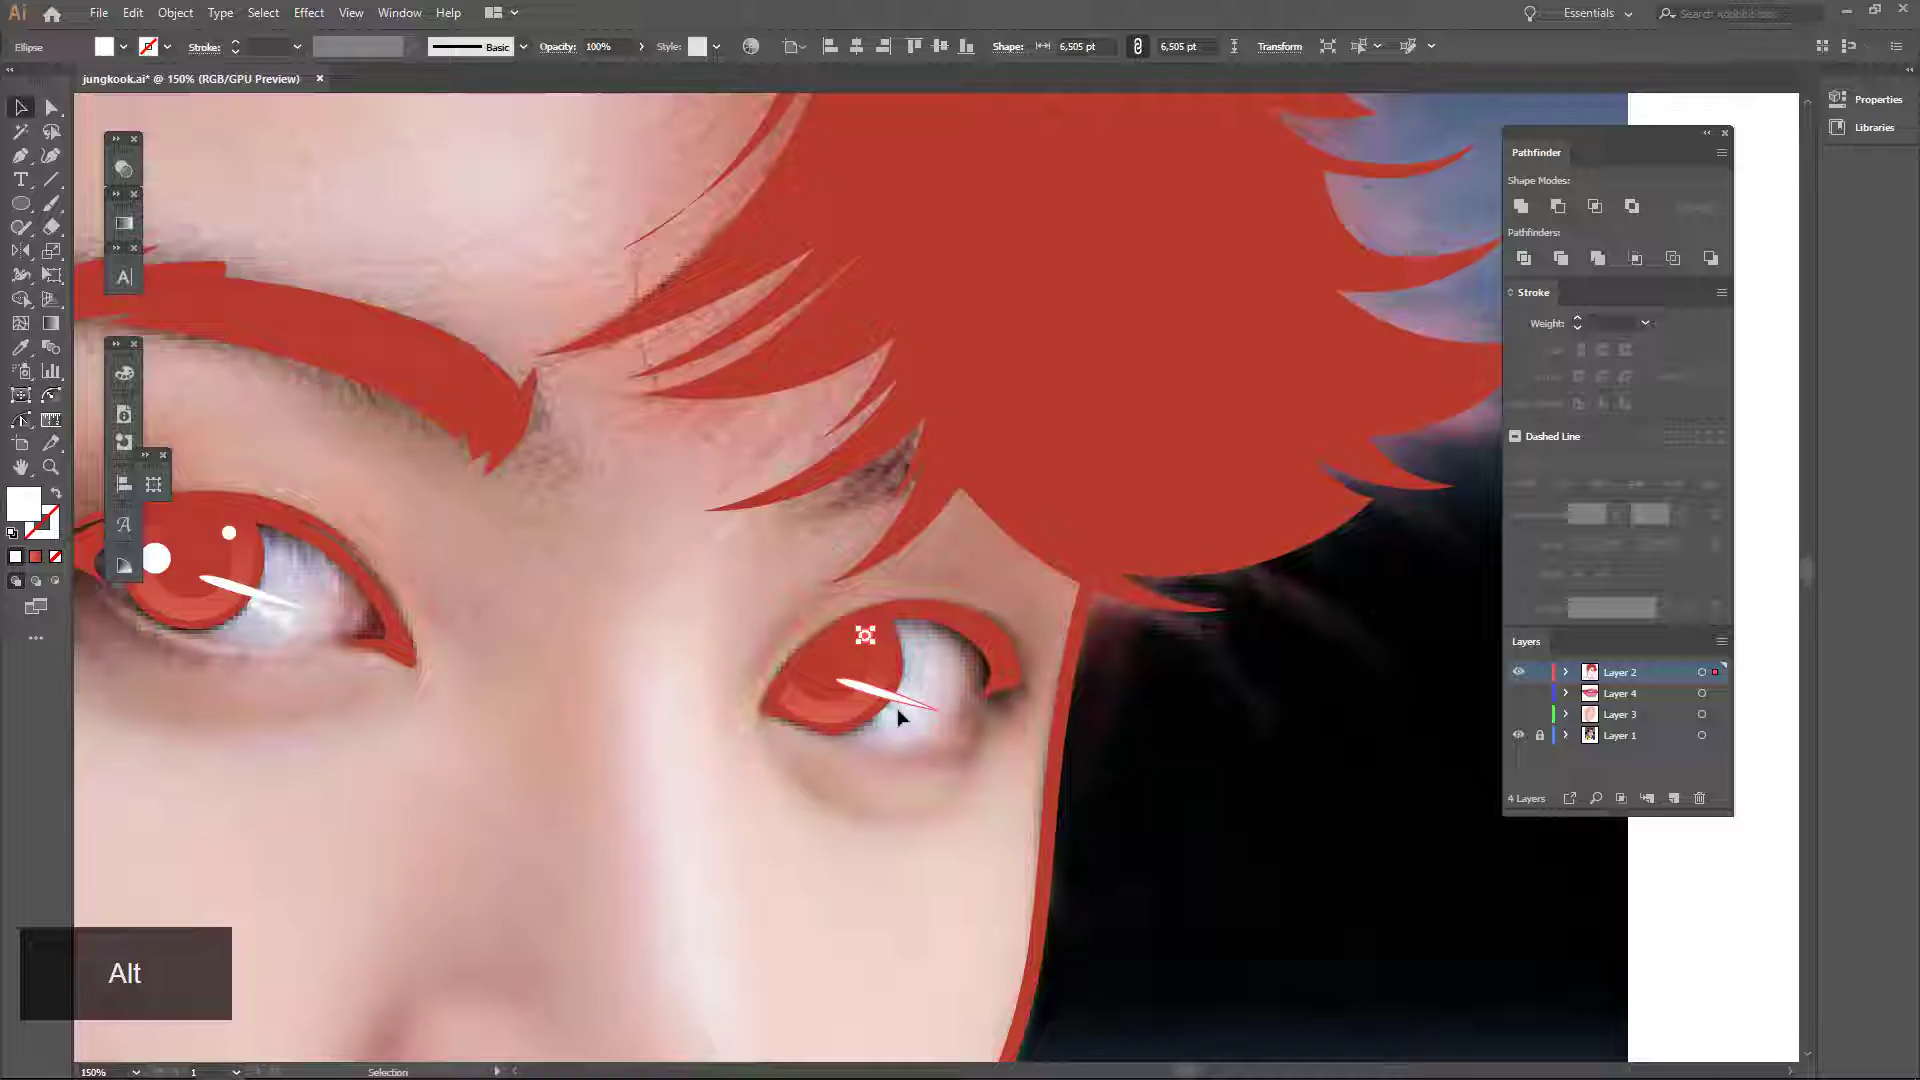 Ai File Edit Object Type Select Effect View Window Help Essentials
Ellipse Stroke: Basic Opacity: 100% Style: Shape: 6,505 pt 6,505 pt Transform
jungkook.ai* @ 150% (RGB/GPU Preview) ×
Properties
Libraries
Pathfinder
Shape Modes:
Pathfinders:
Stroke
Weight:
Dashed Line
Layers
Layer 2
Layer 4
Layer 3
Layer 1
4 Layers
Alt
150% 1 Selection